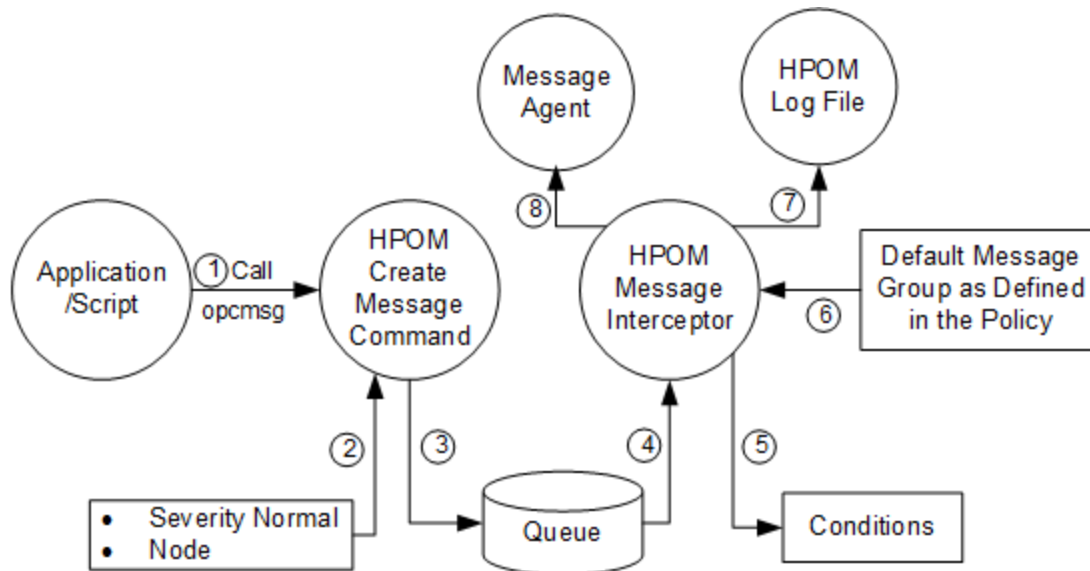 Message
Agent
HPOM
Log File
8
7
Application
/Script
1 Call
opcmsg
HPOM
Create
Message
Command
HPOM
Message
Interceptor
6
Default Message
Group as Defined
in the Policy
2
3
4
5
• Severity Normal
• Node
Queue
Conditions